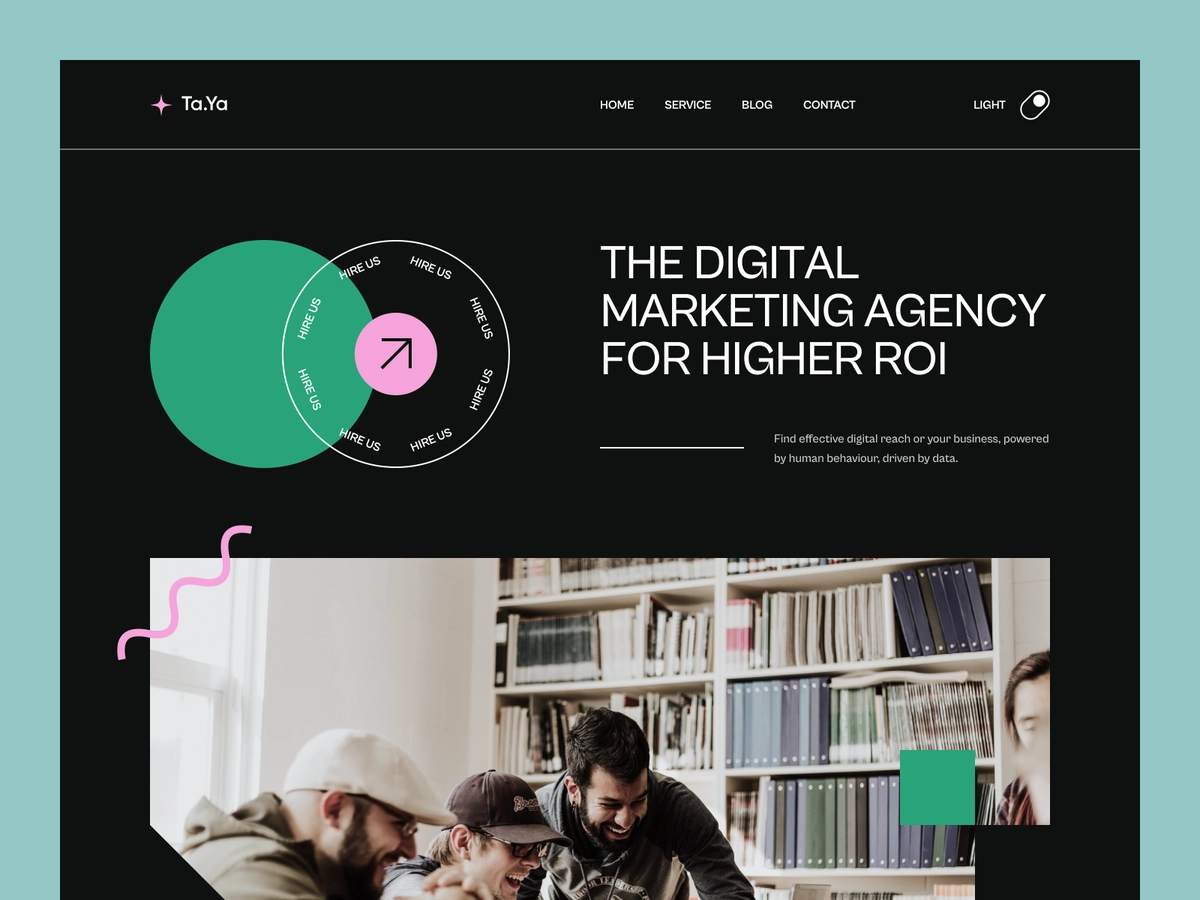 Ta.Ya
HOME SERVICE BLOG CONTACT
LIGHT
HIRE US
HIRE US
HIRE US
HIRE US
HIRE US
HIRE US
HIRE US
HIRE US
THE DIGITAL
MARKETING AGENCY
FOR HIGHER ROI
Find effective digital reach or your business, powered
by human behaviour, driven by data.